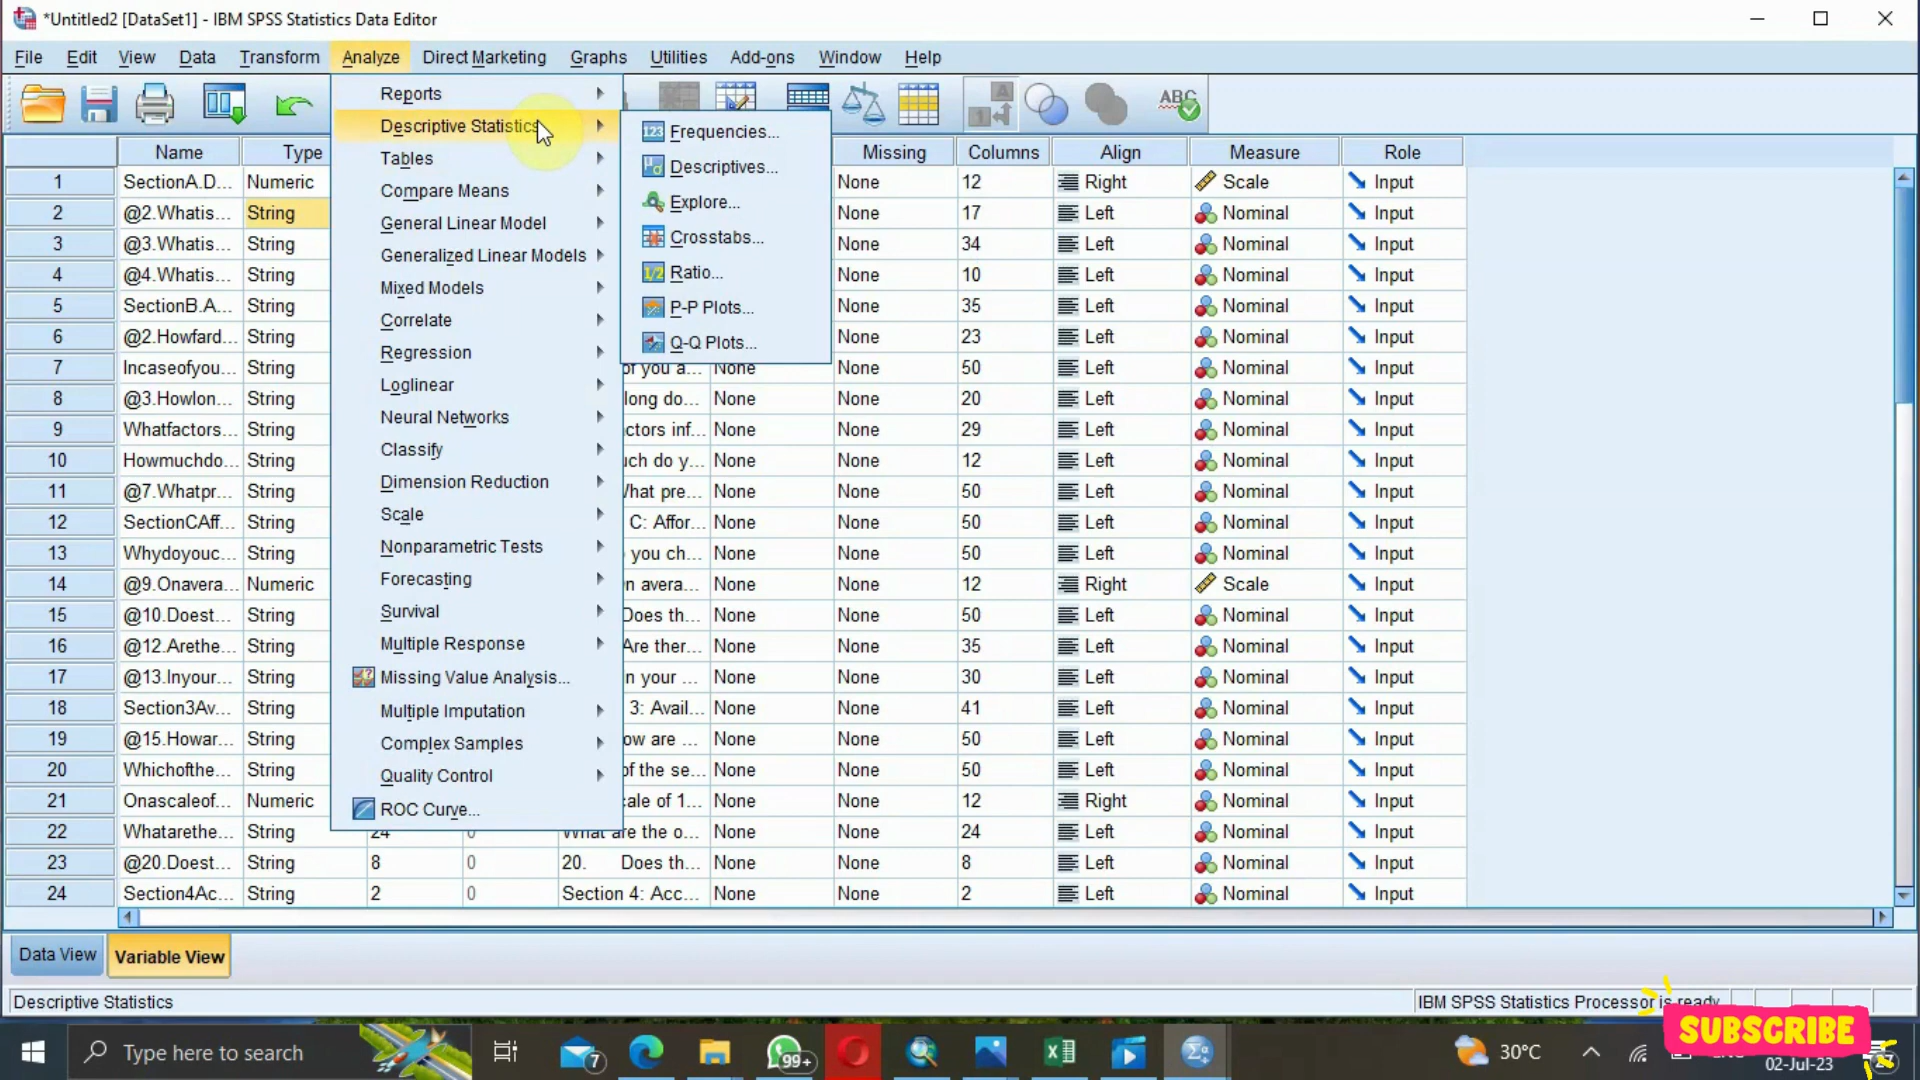 *Untitled2 [DataSet1] - IBM SPSS Statistics Data Editor
File Edit View Data Transform Analyze Direct Marketing Graphs Utilities Add-ons Window Help
Reports
Descriptive Statistics
Tables
Compare Means
General Linear Model
Generalized Linear Models
Mixed Models
Correlate
Regression
Loglinear
Neural Networks
Classify
Dimension Reduction
Scale
Nonparametric Tests
Forecasting
Survival
Multiple Response
Missing Value Analysis...
Multiple Imputation
Complex Samples
Quality Control
ROC Curve...
Frequencies...
Descriptives...
Explore...
Crosstabs...
Ratio...
P-P Plots...
Q-Q Plots...
Name Type Missing Columns Align Measure Role
1 SectionA.D... Numeric None 12 Right Scale Input
2 @2.Whatis... String None 17 Left Nominal Input
3 @3.Whatis... String None 34 Left Nominal Input
4 @4.Whatis... String None 10 Left Nominal Input
5 SectionB.A... String None 35 Left Nominal Input
6 @2.Howfard... String None 23 Left Nominal Input
7 Incaseofyou... String of you a... None None 50 Left Nominal Input
8 @3.Howlon... String long do... None None 20 Left Nominal Input
9 Whatfactors... String ctors inf... None None 29 Left Nominal Input
10 Howmuchdo... String uch do y... None None 12 Left Nominal Input
11 @7.Whatpr... String What pre... None None 50 Left Nominal Input
12 SectionCAff... String C: Affor... None None 50 Left Nominal Input
13 Whydoyouc... String you ch... None None 50 Left Nominal Input
14 @9.Onavera... Numeric n avera... None None 12 Right Scale Input
15 @10.Doest... String Does th... None None 50 Left Nominal Input
16 @12.Arethe... String Are ther... None None 35 Left Nominal Input
17 @13.Inyour... String n your ... None None 30 Left Nominal Input
18 Section3Av... String 3: Avail... None None 41 Left Nominal Input
19 @15.Howar... String ow are ... None None 50 Left Nominal Input
20 Whichofthe... String of the se... None None 50 Left Nominal Input
21 Onascaleof... Numeric cale of 1... None None 12 Right Scale Input
22 Whatarethe... String 24 0 What are the o... None None 24 Left Nominal Input
23 @20.Doest... String 8 0 20. Does th... None None 8 Left Nominal Input
24 Section4Ac... String 2 0 Section 4: Acc... None None 2 Left Nominal Input
Data View Variable View
Descriptive Statistics IBM SPSS Statistics Processor is ready
SUBSCRIBE
Type here to search 7 99+ 30°C
02-Jul-23